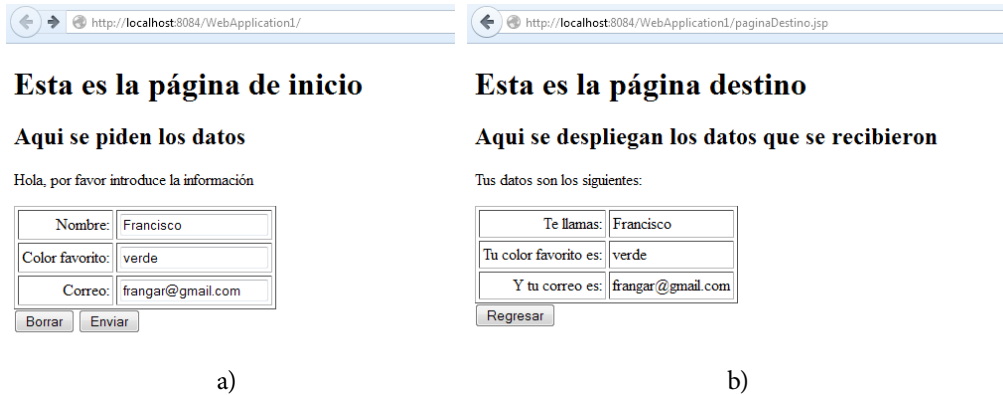 http://localhost:8084/WebApplication1/
Esta es la página de inicio
Aqui se piden los datos
Hola, por favor introduce la información
Nombre: Francisco
Color favorito: verde
Correo: frangar@gmail.com
Borrar Enviar
a)
http://localhost:8084/WebApplication1/paginaDestino.jsp
Esta es la página destino
Aqui se despliegan los datos que se recibieron
Tus datos son los siguientes:
Te llamas: Francisco
Tu color favorito es: verde
Y tu correo es: frangar@gmail.com
Regresar
b)